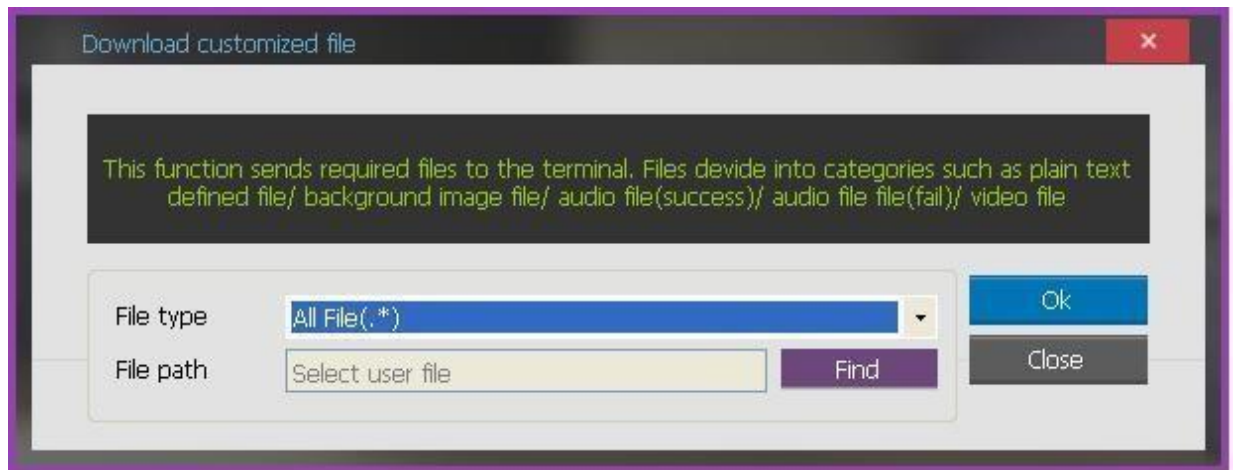 Download customized file
×
This function sends required files to the terminal. Files devide into categories such as plain text
defined file/ background image file/ audio file(success)/ audio file file(fail)/ video file
File type
All File(.*)
Ok
File path
Select user file
Find
Close